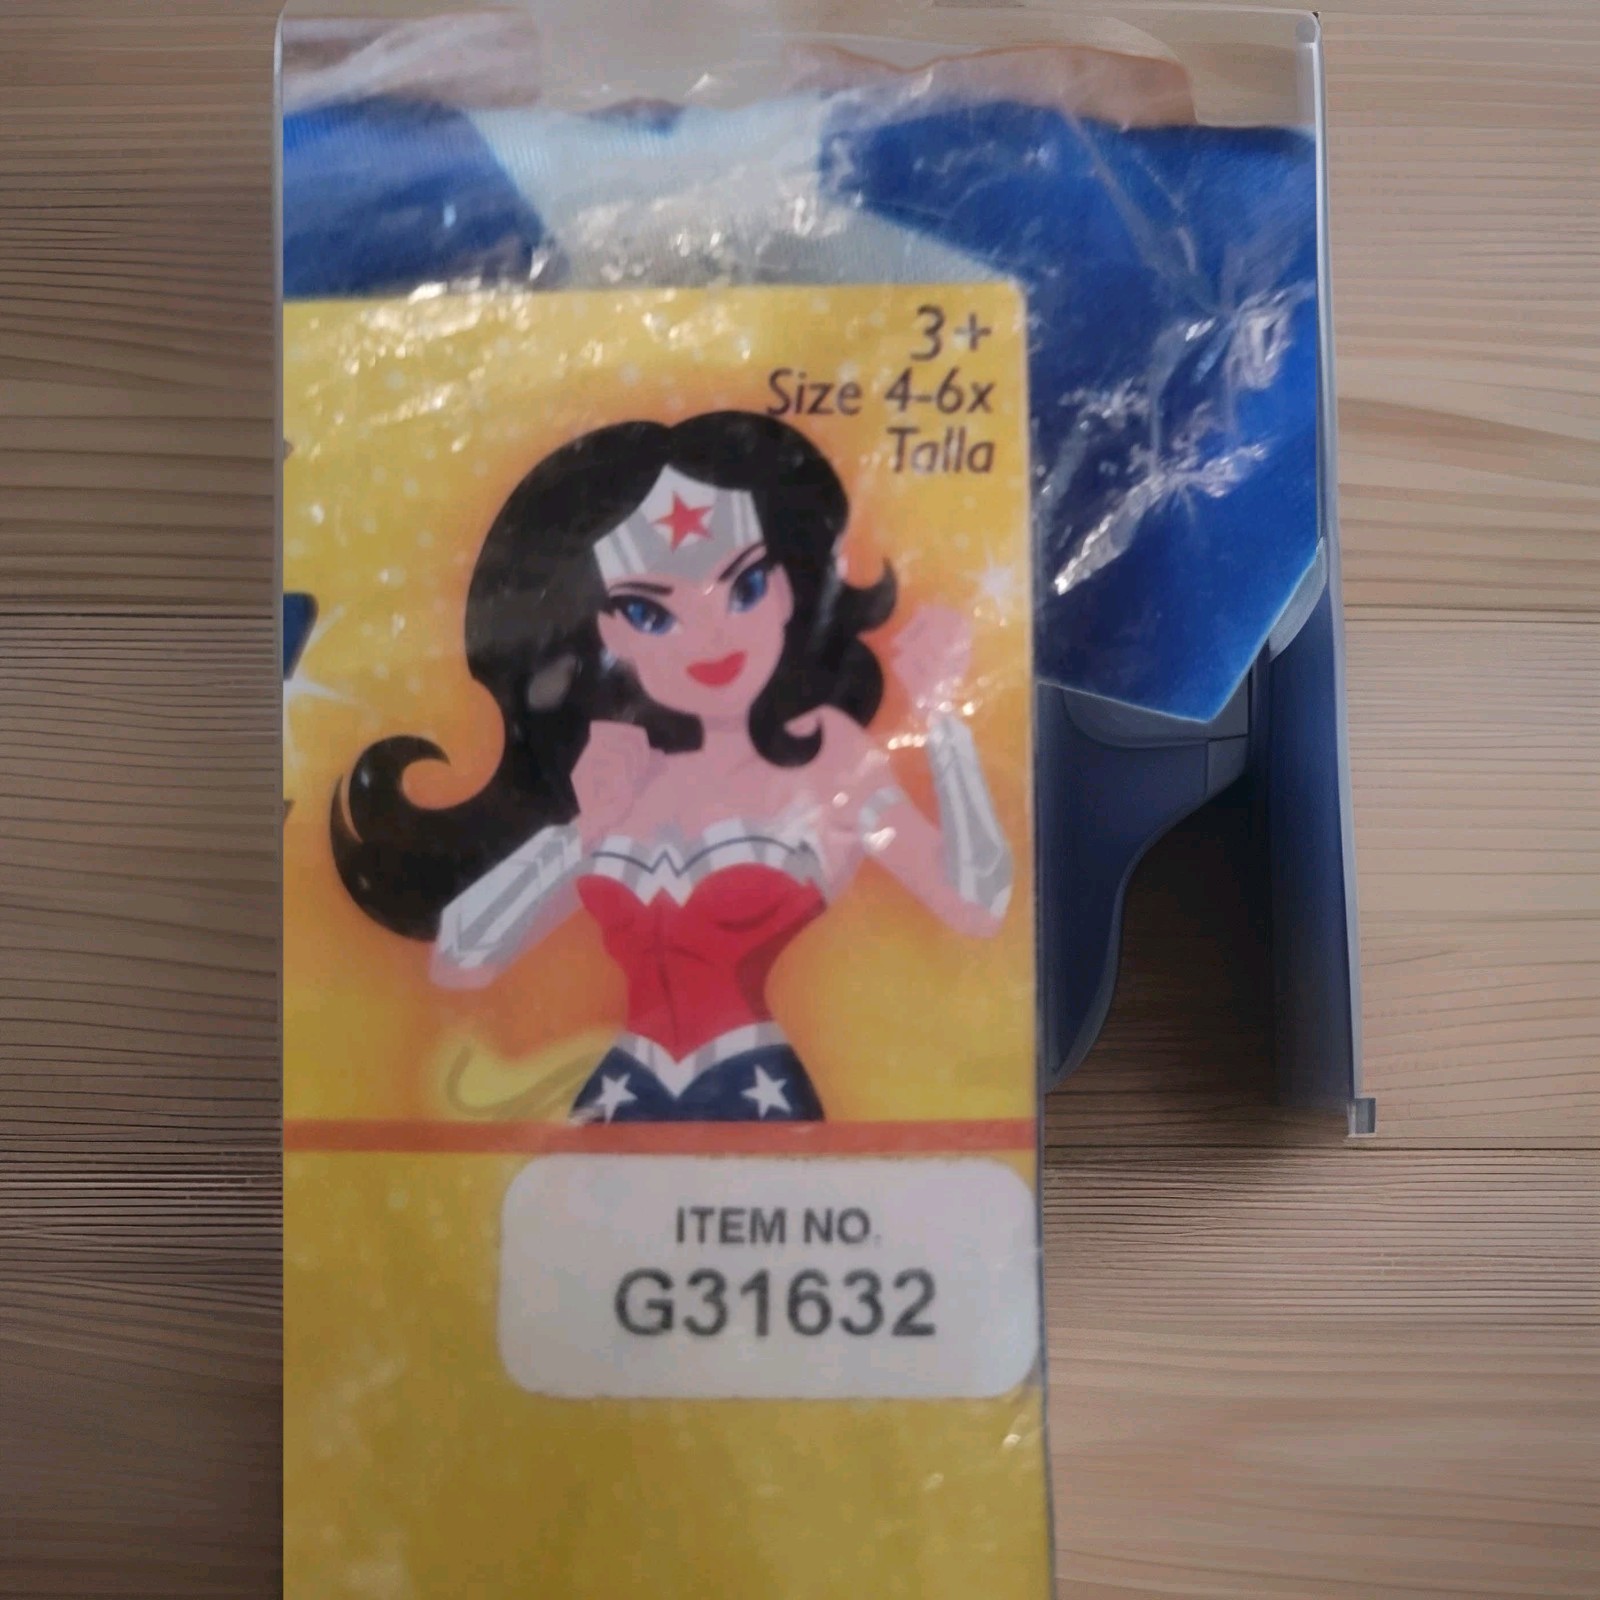 3+
Size 4-6x
Talla
ITEM NO.
G31632